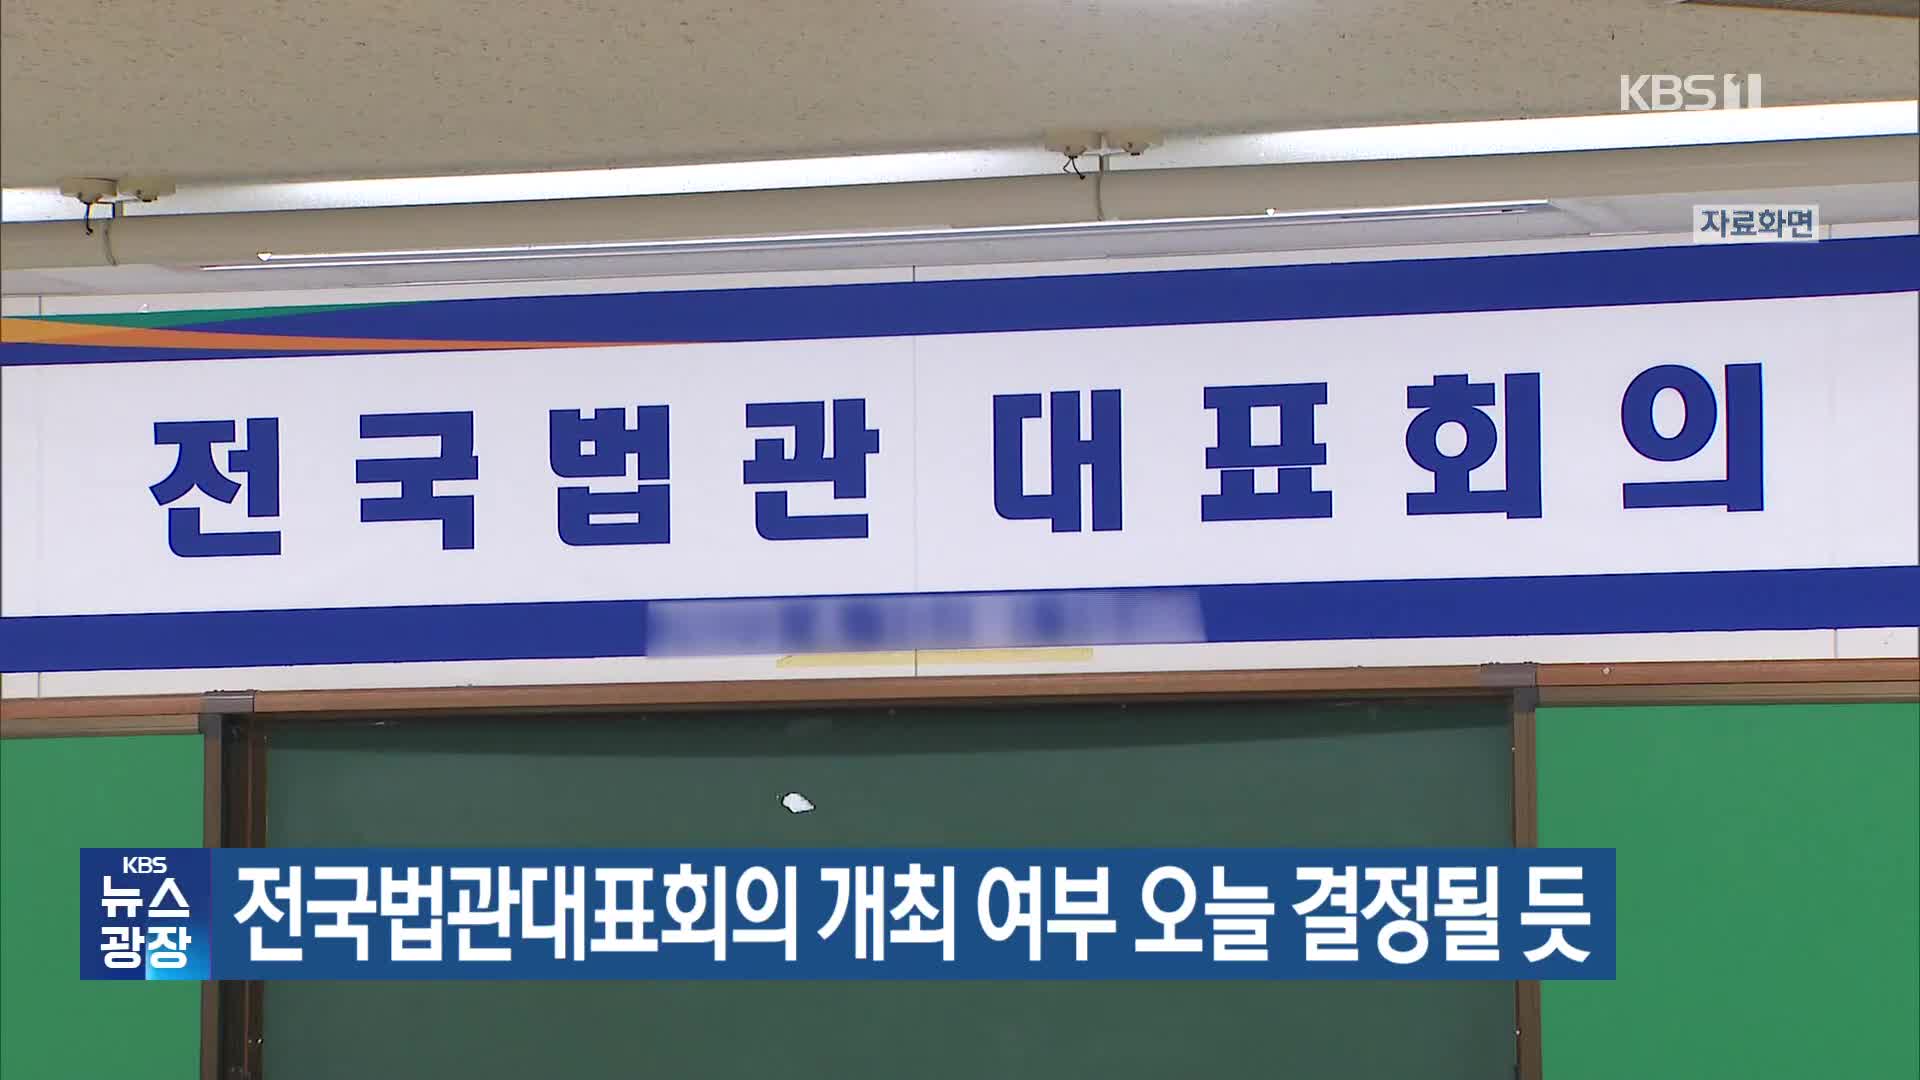 KBS1
자료화면
전국법관 대표회의
KBS
뉴스
광장
전국법관대표회의 개최 여부 오늘 결정될 듯